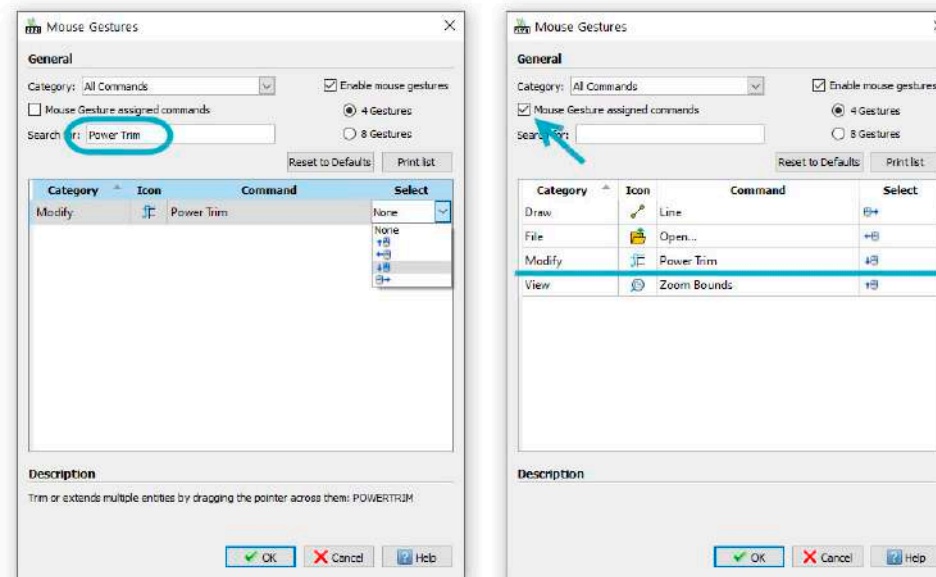 Mouse Gestures
General
Category: All Commands
Enable mouse gestures
Mouse Gesture assigned commands
4 Gestures
Search for: Power Trim
8 Gestures
Reset to Defaults Print list
Category Icon Command Select
Modify Power Trim None
None
Description
Trim or extends multiple entities by dragging the pointer across them: POWERTRIM
OK Cancel Help
Mouse Gestures
General
Category: All Commands
Enable mouse gestures
Mouse Gesture assigned commands
4 Gestures
Search for:
8 Gestures
Reset to Defaults Print list
Category Icon Command Select
Draw Line
File Open...
Modify Power Trim
View Zoom Bounds
Description
OK Cancel Help